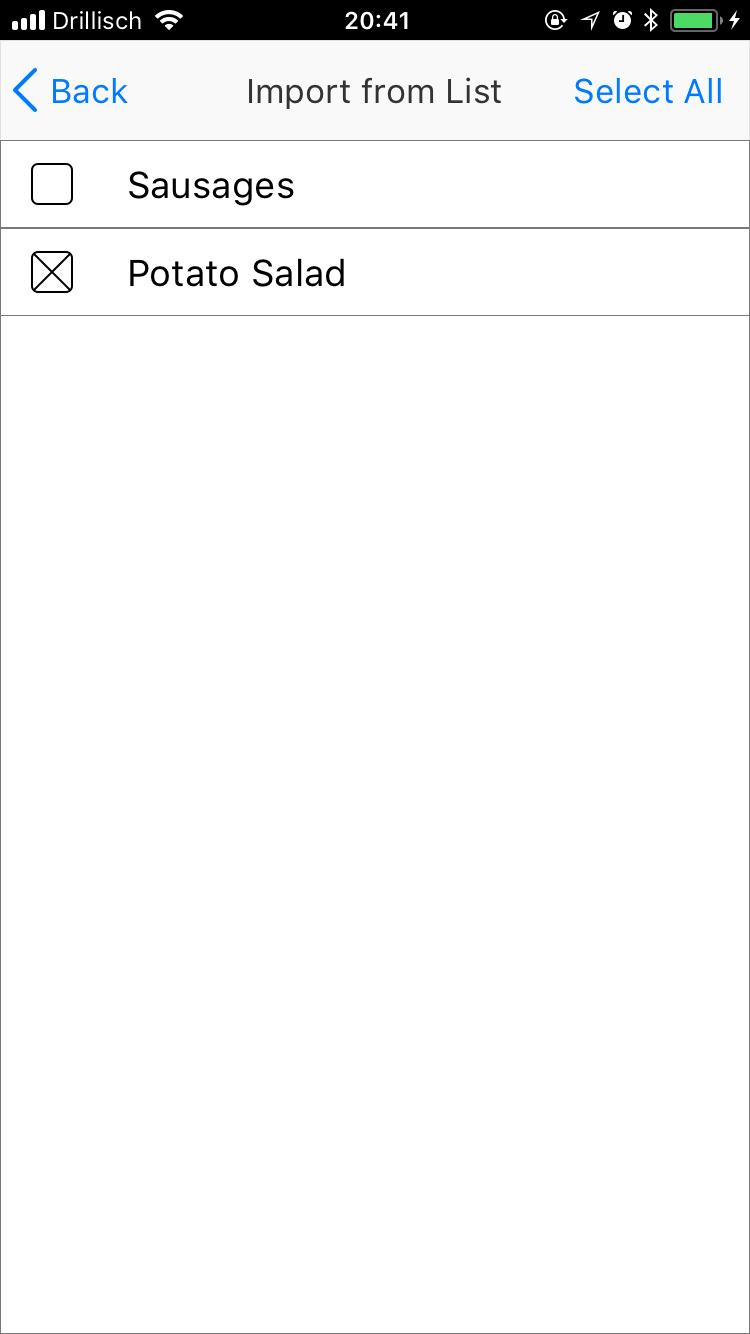 Drillisch 20:41
Back Import from List Select All
Sausages
Potato Salad